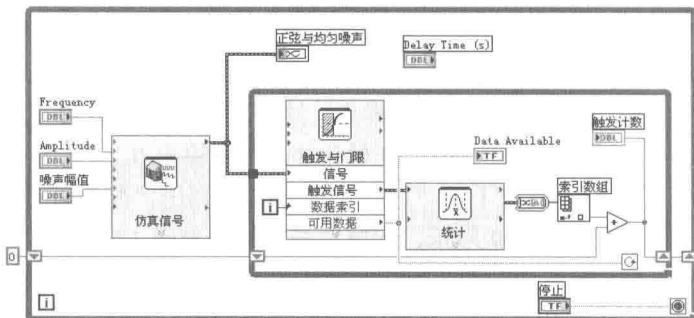 正弦与均匀噪声
Delay Time (s)
DBL
Frequency
DBL
Amplitude
DBL
噪声幅值
DBL
仿真信号
触发与门限
信号
触发信号
数据索引
可用数据
i
Data Available
TF
统计
索引数组
触发计数
DBL
0
i
停止
TF